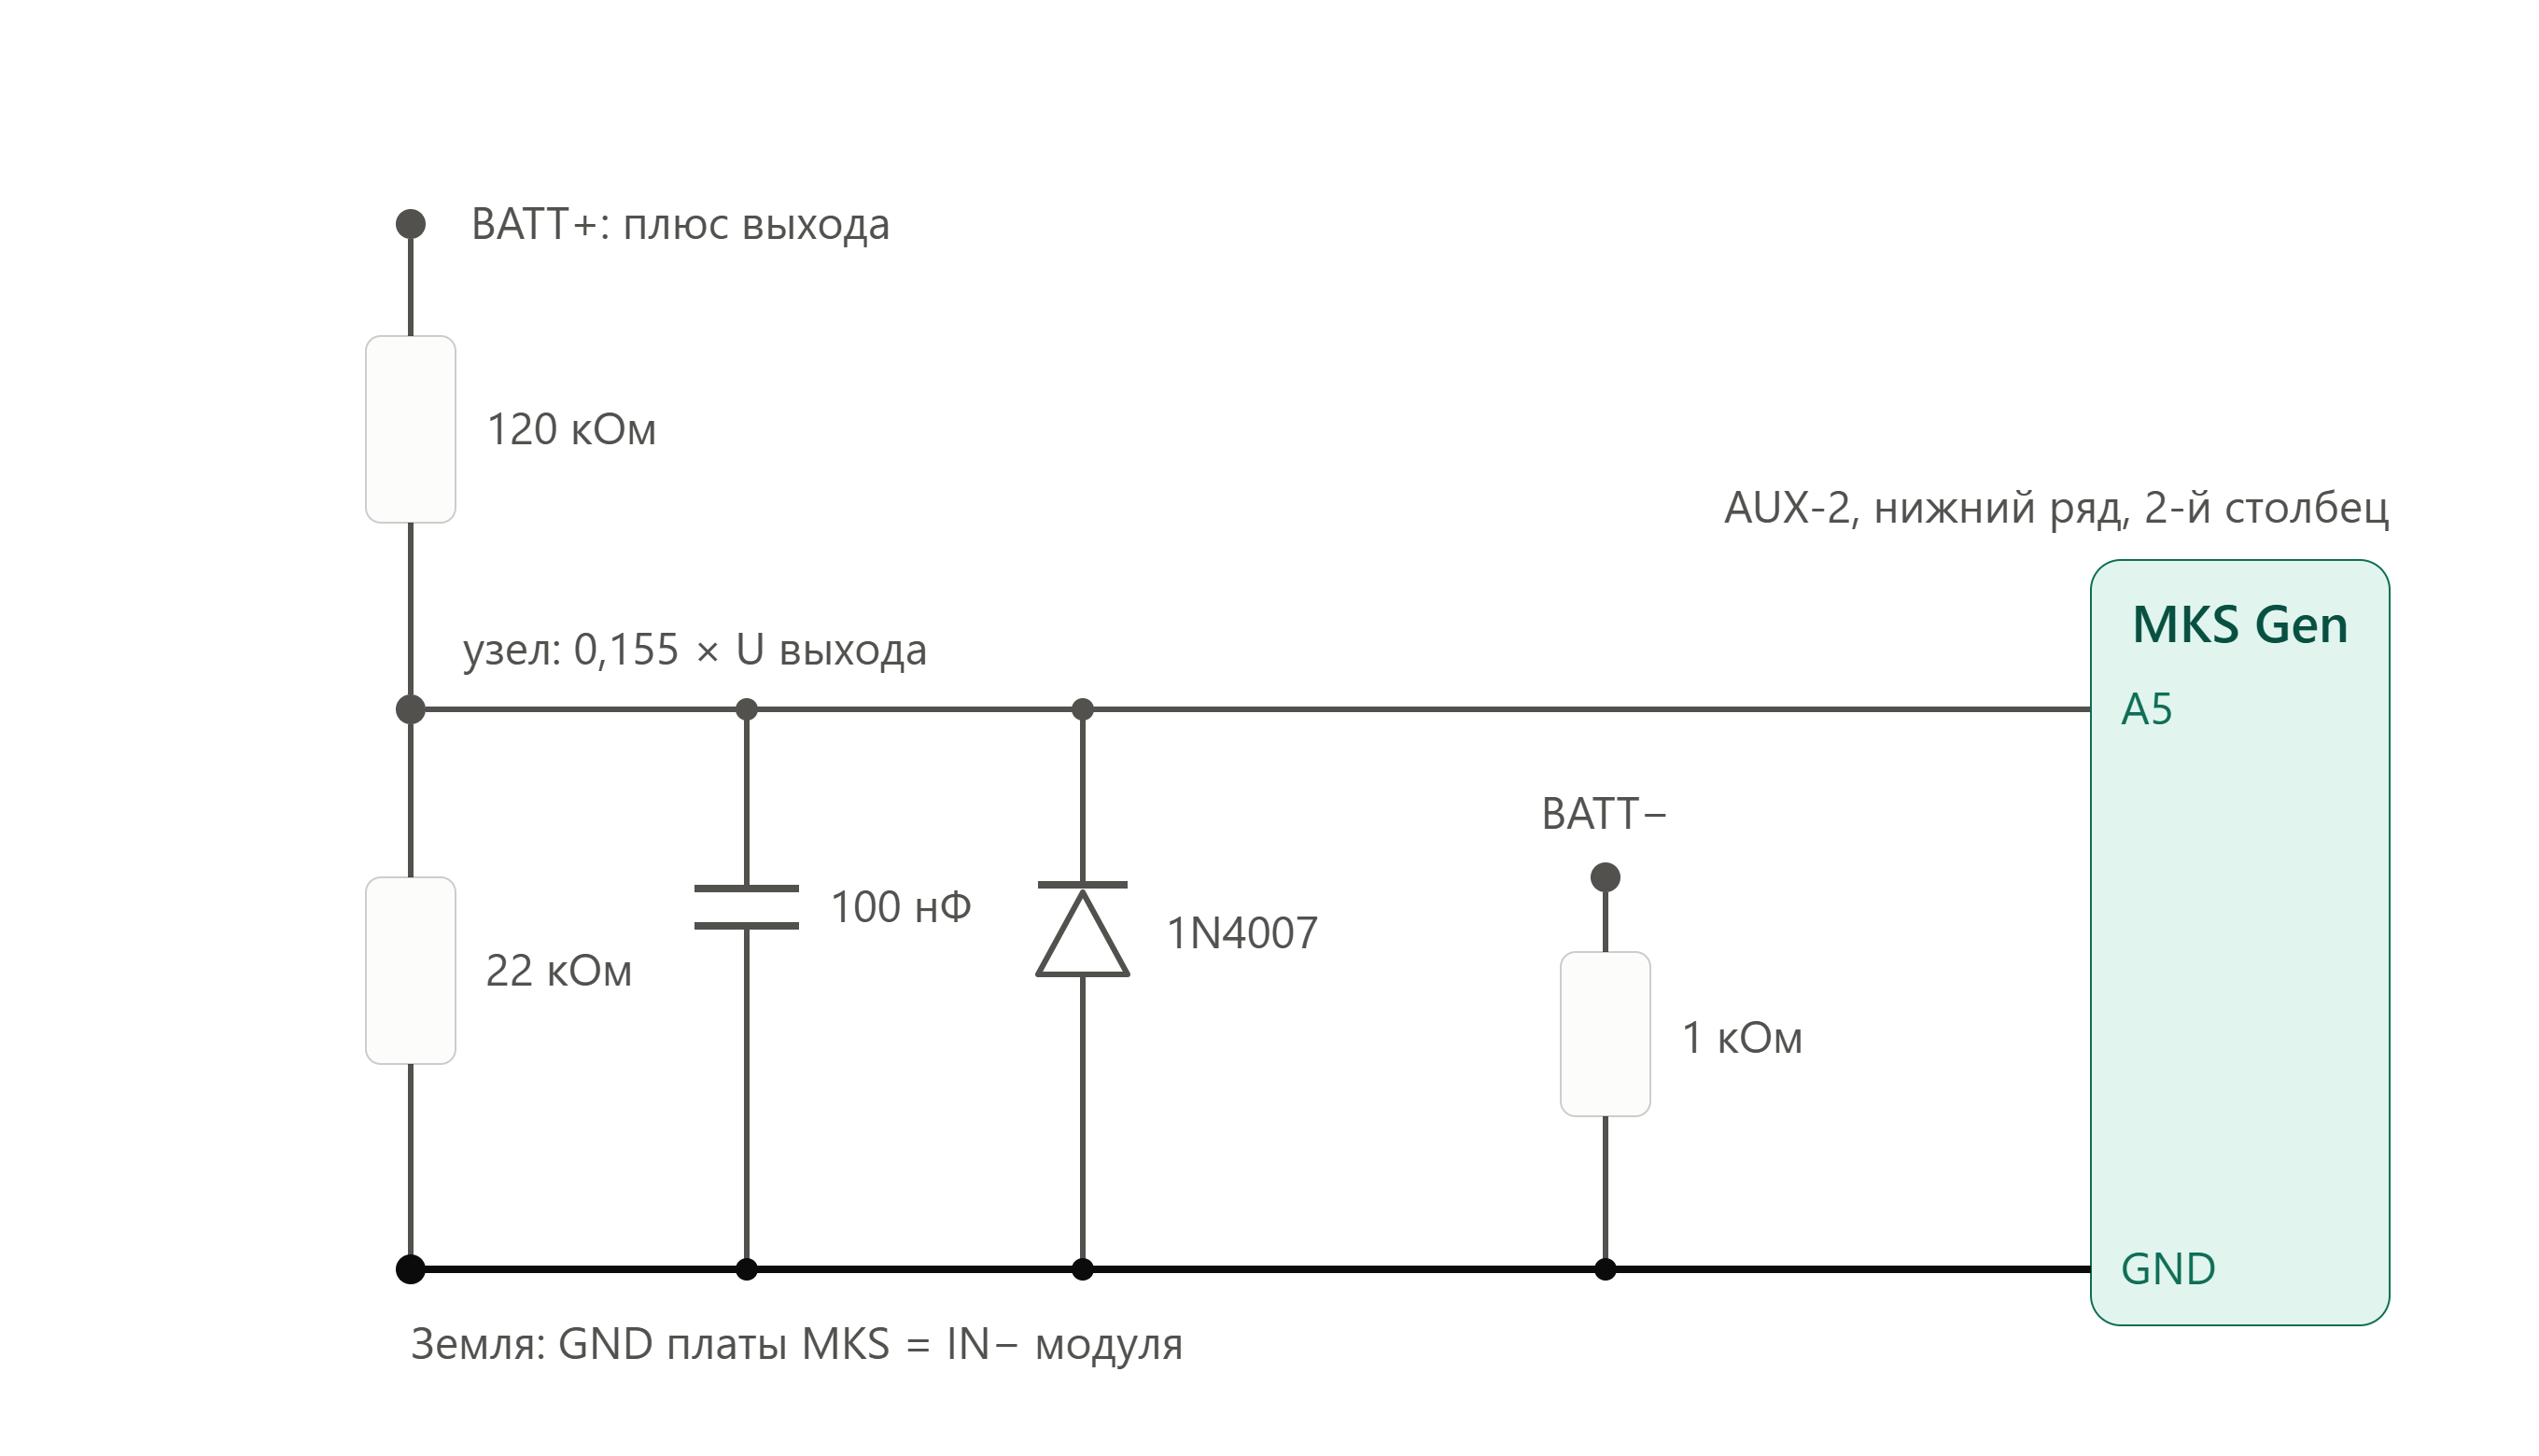 BATT+: плюс выхода
120 кОм
AUX-2, нижний ряд, 2-й столбец
MKS Gen
узел: 0,155 × U выхода
A5
BATT−
100 нФ
1N4007
22 кОм
1 кОм
GND
Земля: GND платы MKS = IN− модуля